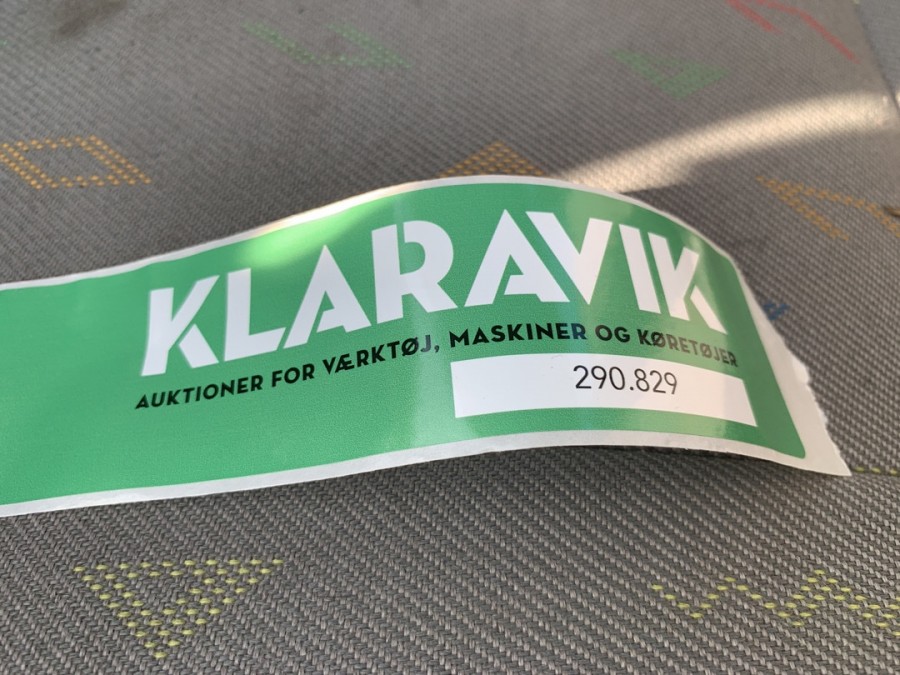 KLARAVIK
AUKTIONER FOR VÆRKTØJ, MASKINER OG KØRETØJER
290.829